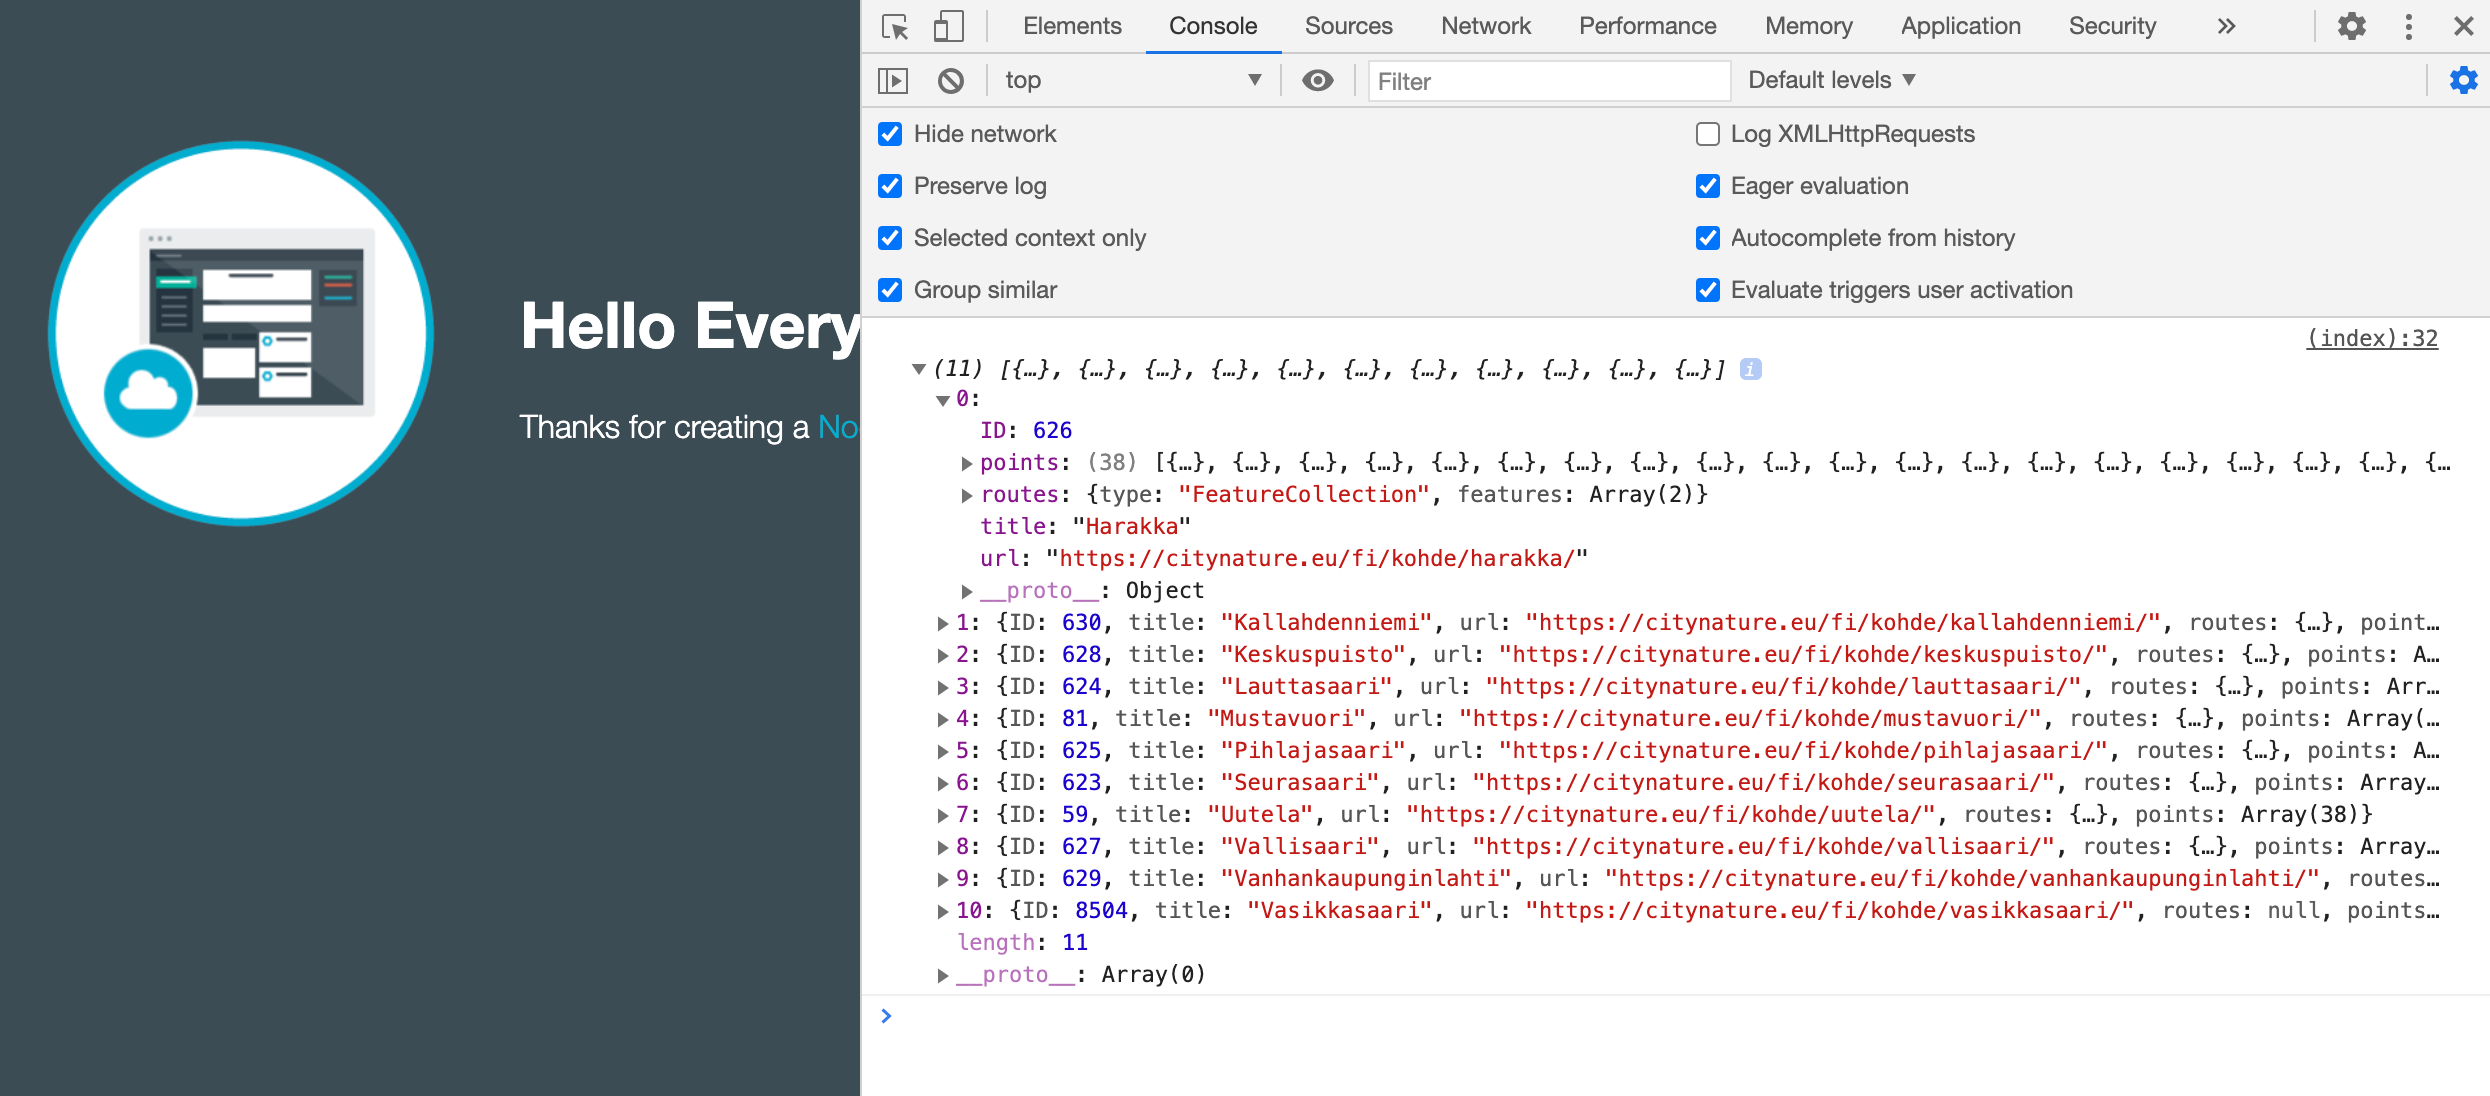 Elements Console Sources Network Performance Memory Application Security »
top Filter Default levels
Hide network Log XMLHttpRequests
Preserve log Eager evaluation
Selected context only Autocomplete from history
Group similar Evaluate triggers user activation
Hello Every
Thanks for creating a No
(index):32
(11) [{…}, {…}, {…}, {…}, {…}, {…}, {…}, {…}, {…}, {…}, {…}] i
0:
ID: 626
points: (38) [{…}, {…}, {…}, {…}, {…}, {…}, {…}, {…}, {…}, {…}, {…}, {…}, {…}, {…}, {…}, {…}, {…}, {…}, {…}, {…
routes: {type: "FeatureCollection", features: Array(2)}
title: "Harakka"
url: "https://citynature.eu/fi/kohde/harakka/"
__proto__: Object
1: {ID: 630, title: "Kallahdenniemi", url: "https://citynature.eu/fi/kohde/kallahdenniemi/", routes: {…}, point…
2: {ID: 628, title: "Keskuspuisto", url: "https://citynature.eu/fi/kohde/keskuspuisto/", routes: {…}, points: A…
3: {ID: 624, title: "Lauttasaari", url: "https://citynature.eu/fi/kohde/lauttasaari/", routes: {…}, points: Arr…
4: {ID: 81, title: "Mustavuori", url: "https://citynature.eu/fi/kohde/mustavuori/", routes: {…}, points: Array(…
5: {ID: 625, title: "Pihlajasaari", url: "https://citynature.eu/fi/kohde/pihlajasaari/", routes: {…}, points: A…
6: {ID: 623, title: "Seurasaari", url: "https://citynature.eu/fi/kohde/seurasaari/", routes: {…}, points: Array…
7: {ID: 59, title: "Uutela", url: "https://citynature.eu/fi/kohde/uutela/", routes: {…}, points: Array(38)}
8: {ID: 627, title: "Vallisaari", url: "https://citynature.eu/fi/kohde/vallisaari/", routes: {…}, points: Array…
9: {ID: 629, title: "Vanhankaupunginlahti", url: "https://citynature.eu/fi/kohde/vanhankaupunginlahti/", routes…
10: {ID: 8504, title: "Vasikkasaari", url: "https://citynature.eu/fi/kohde/vasikkasaari/", routes: null, points…
length: 11
__proto__: Array(0)